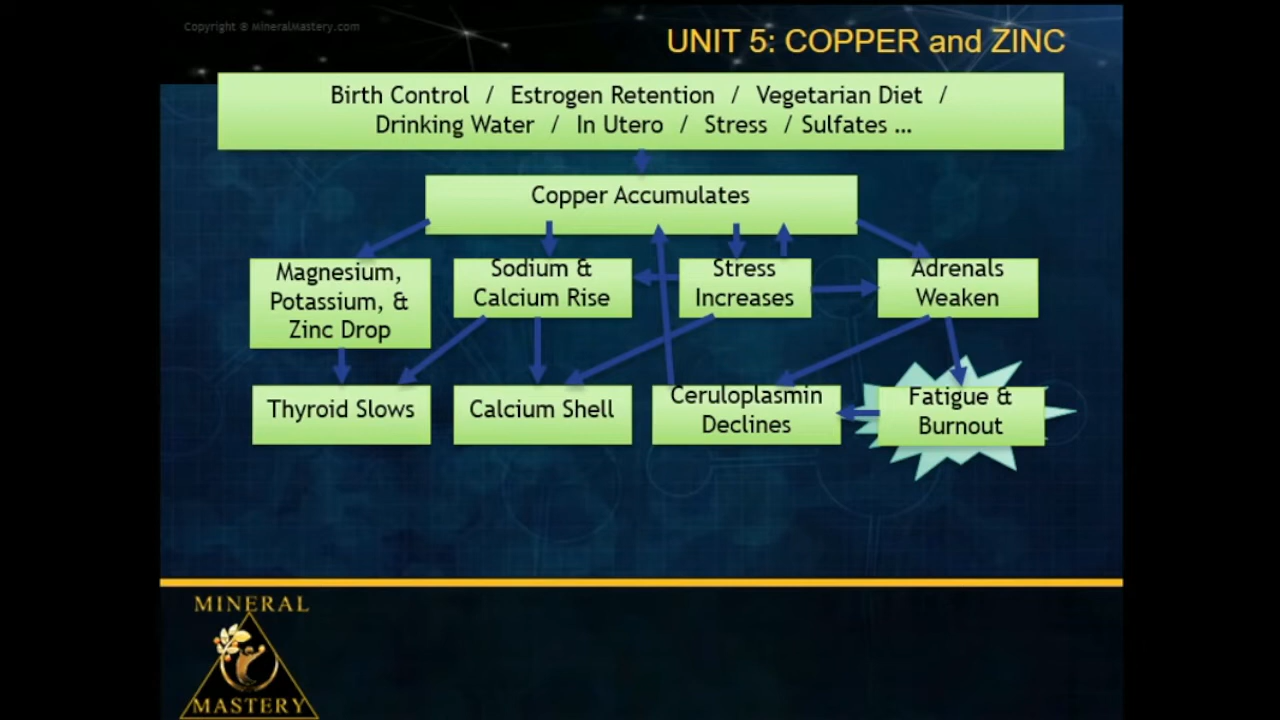 Copyright © MineralMastery.com
UNIT 5: COPPER and ZINC
Birth Control / Estrogen Retention / Vegetarian Diet /
Drinking Water / In Utero / Stress / Sulfates ...
Copper Accumulates
Magnesium,
Potassium, &
Zinc Drop
Sodium &
Calcium Rise
Stress
Increases
Adrenals
Weaken
Thyroid Slows
Calcium Shell
Ceruloplasmin
Declines
Fatigue &
Burnout
MINERAL
MASTERY